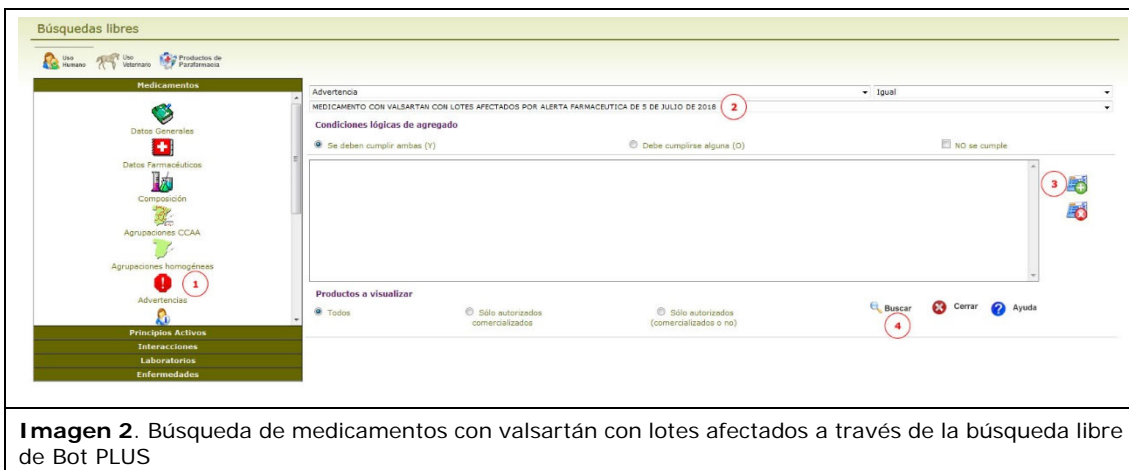 Búsquedas libres
Uso Humano
Uso Veterinario
Productos de Parafarmacia
Medicamentos
Datos Generales
Datos Farmacéuticos
Composición
Agrupaciones CCAA
Agrupaciones homogéneas
1
Advertencias
Principios Activos
Interacciones
Laboratorios
Enfermedades
Advertencia
Igual
MEDICAMENTO CON VALSARTAN CON LOTES AFECTADOS POR ALERTA FARMACEUTICA DE 5 DE JULIO DE 2018
2
Condiciones lógicas de agregado
Se deben cumplir ambas (Y)
Debe cumplirse alguna (O)
NO se cumple
3
Productos a visualizar
Todos
Sólo autorizados comercializados
Sólo autorizados (comercializados o no)
Buscar
4
Cerrar
Ayuda
Imagen 2. Búsqueda de medicamentos con valsartán con lotes afectados a través de la búsqueda libre
de Bot PLUS